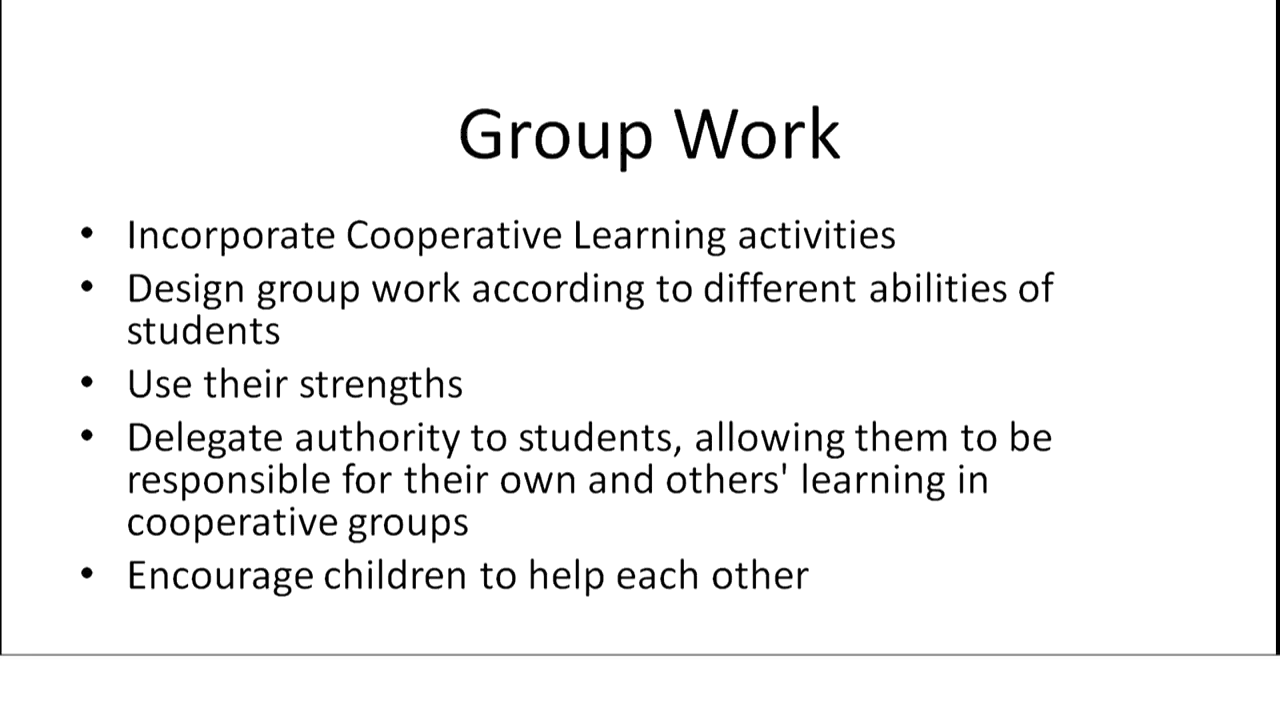 Group Work
• Incorporate Cooperative Learning activities
• Design group work according to different abilities of
students
• Use their strengths
• Delegate authority to students, allowing them to be
responsible for their own and others' learning in
cooperative groups
• Encourage children to help each other